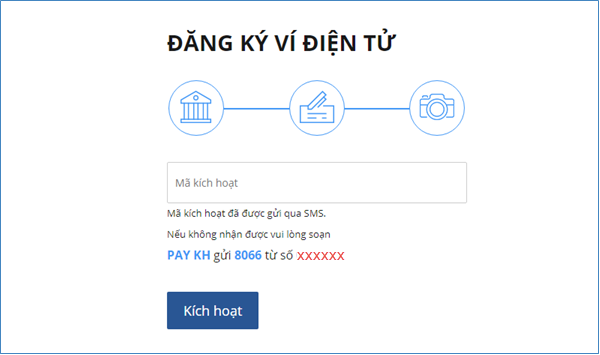 ĐĂNG KÝ VÍ ĐIỆN TỬ
Mã kích hoạt
Mã kích hoạt đã được gửi qua SMS.
Nếu không nhận được vui lòng soạn
PAY KH gửi 8066 từ số XXXXXX
Kích hoạt